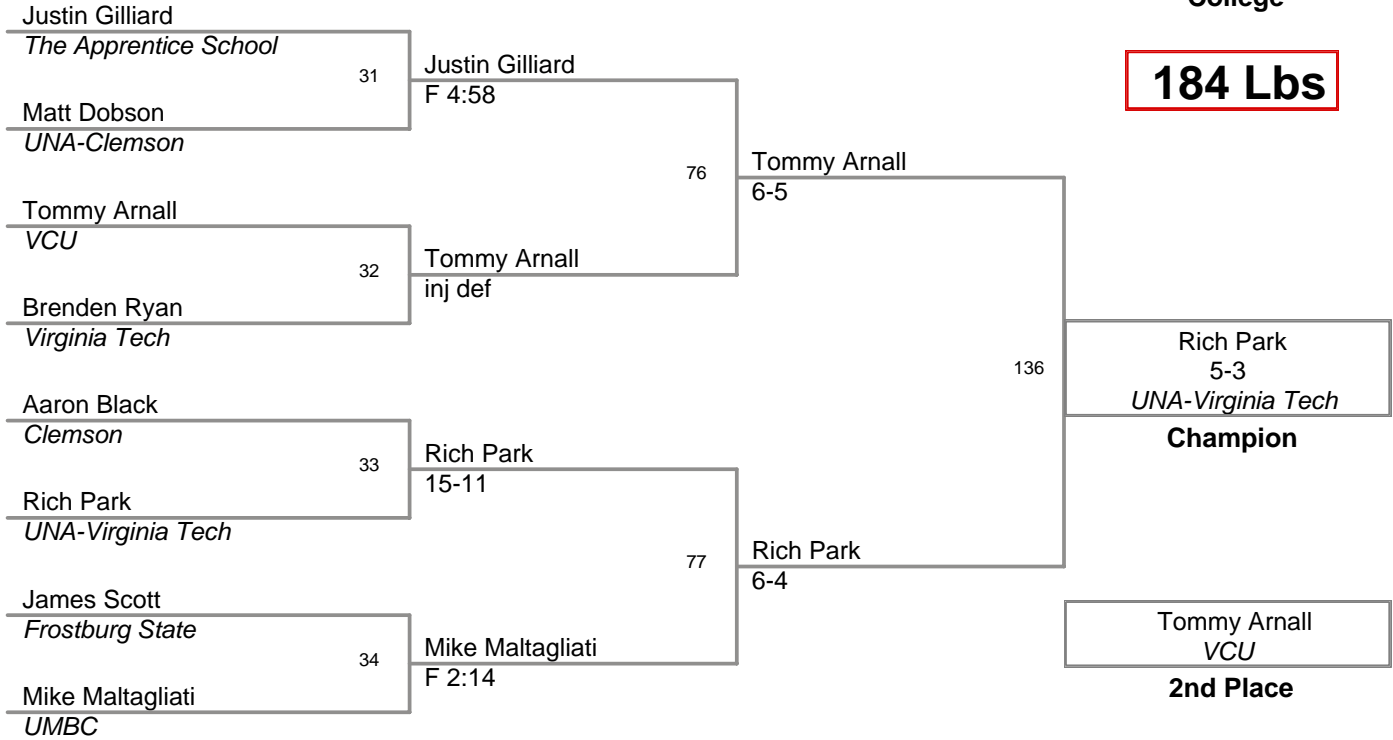 College
184 Lbs
Justin Gilliard
The Apprentice School
31
Matt Dobson
UNA-Clemson
Tommy Arnall
VCU
32
Brenden Ryan
Virginia Tech
Aaron Black
Clemson
33
Rich Park
UNA-Virginia Tech
James Scott
Frostburg State
34
Mike Maltagliati
UMBC
Justin Gilliard
F 4:58
76
Tommy Arnall
inj def
Rich Park
15-11
77
Mike Maltagliati
F 2:14
Tommy Arnall
6-5
136
Rich Park
6-4
Rich Park
5-3
UNA-Virginia Tech
Champion
Tommy Arnall
VCU
2nd Place